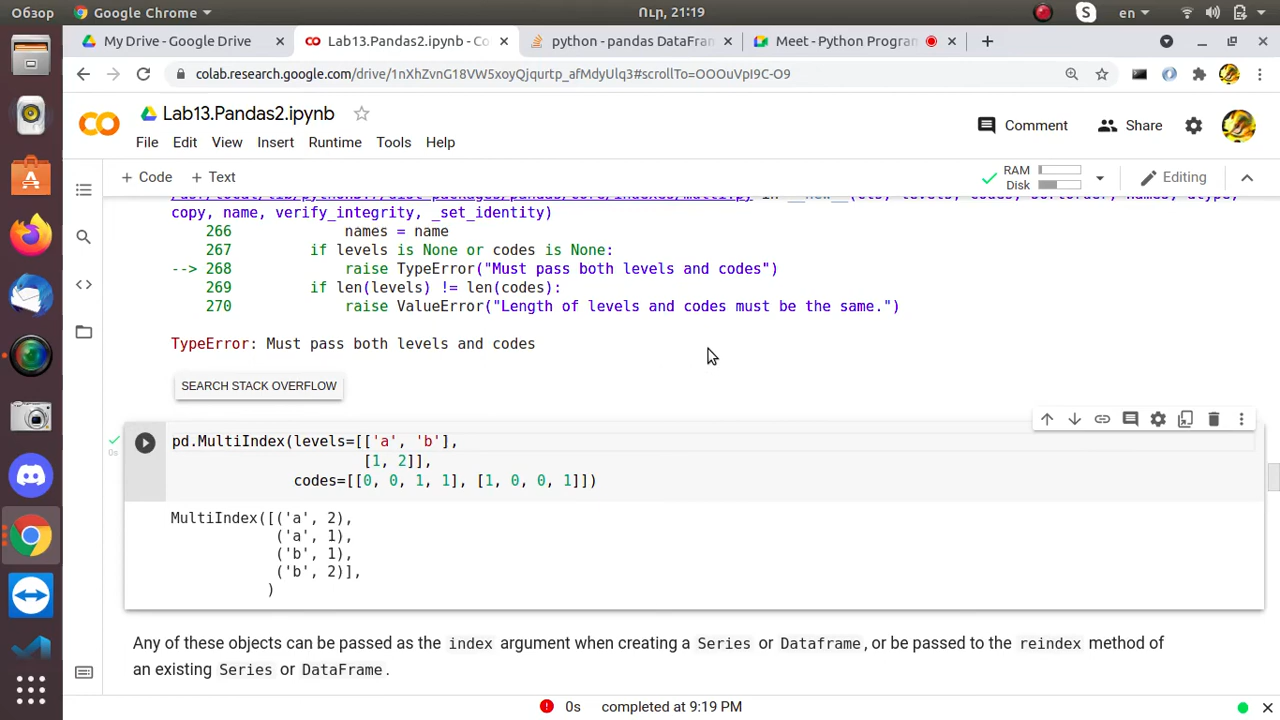 Обзор
Google Chrome
Ուր, 21:19
en
My Drive - Google Drive
Lab13.Pandas2.ipynb - Co
python - pandas DataFram
Meet - Python Program
colab.research.google.com/drive/1nXhZvnG18VW5xoyQjqurtp_afMdyUlq3#scrollTo=OOOuVpI9C-O9
Lab13.Pandas2.ipynb
Comment
Share
File Edit View Insert Runtime Tools Help
+ Code + Text
RAM
Disk
Editing
copy, name, verify_integrity, _set_identity)
266 names = name
267 if levels is None or codes is None:
--> 268 raise TypeError("Must pass both levels and codes")
269 if len(levels) != len(codes):
270 raise ValueError("Length of levels and codes must be the same.")
TypeError: Must pass both levels and codes
SEARCH STACK OVERFLOW
0s
pd.MultiIndex(levels=[['a', 'b'],
[1, 2]],
codes=[[0, 0, 1, 1], [1, 0, 0, 1]])
MultiIndex([('a', 2),
('a', 1),
('b', 1),
('b', 2)],
)
Any of these objects can be passed as the index argument when creating a Series or Dataframe, or be passed to the reindex method of
an existing Series or DataFrame.
0s completed at 9:19 PM